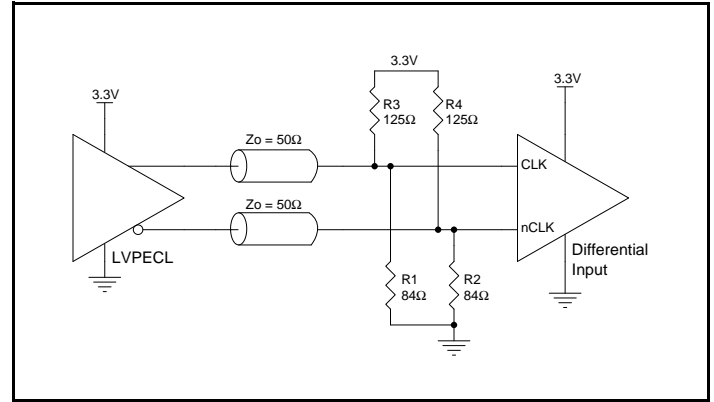 3.3V
3.3V
3.3V
R3
125Ω
R4
125Ω
Zo = 50Ω
CLK
Zo = 50Ω
nCLK
LVPECL
Differential
Input
R1
84Ω
R2
84Ω